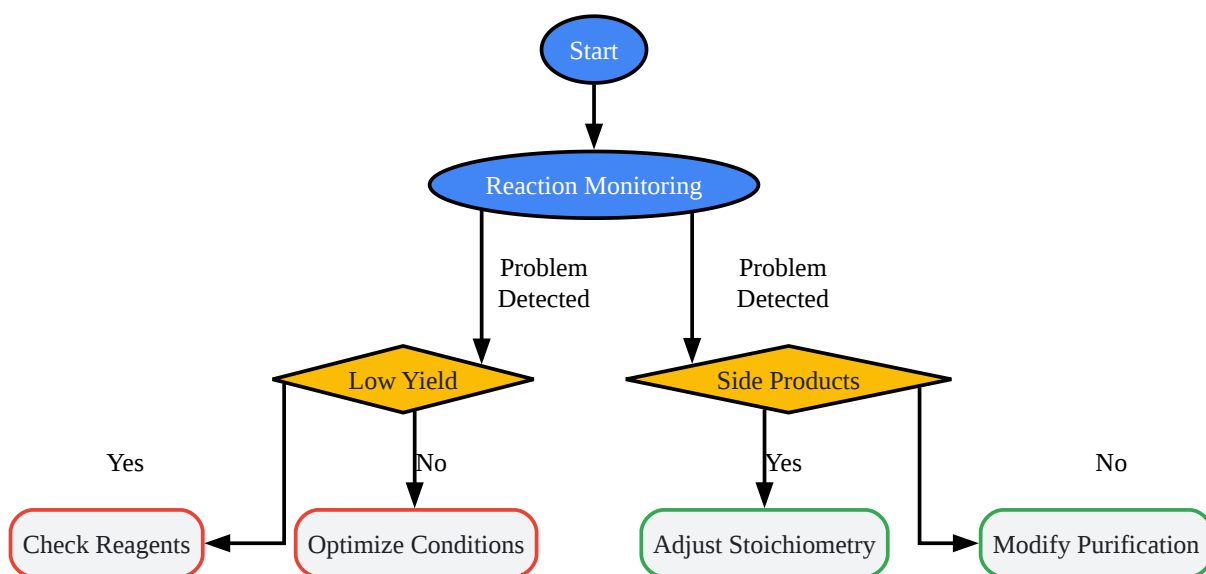 Start
Reaction Monitoring
Problem
Detected
Problem
Detected
Low Yield
Side Products
Yes
No
Yes
No
Check Reagents
Optimize Conditions
Adjust Stoichiometry
Modify Purification